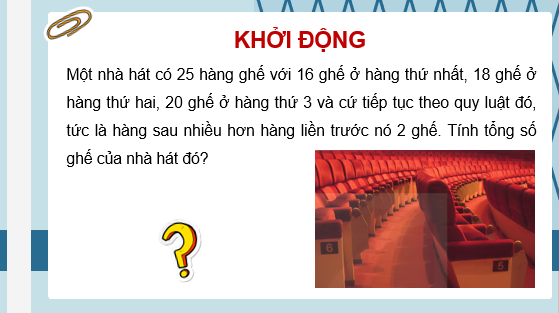 KHỞI ĐỘNG
Một nhà hát có 25 hàng ghế với 16 ghế ở hàng thứ nhất, 18 ghế ở
hàng thứ hai, 20 ghế ở hàng thứ 3 và cứ tiếp tục theo quy luật đó,
tức là hàng sau nhiều hơn hàng liền trước nó 2 ghế. Tính tổng số
ghế của nhà hát đó?
6
5